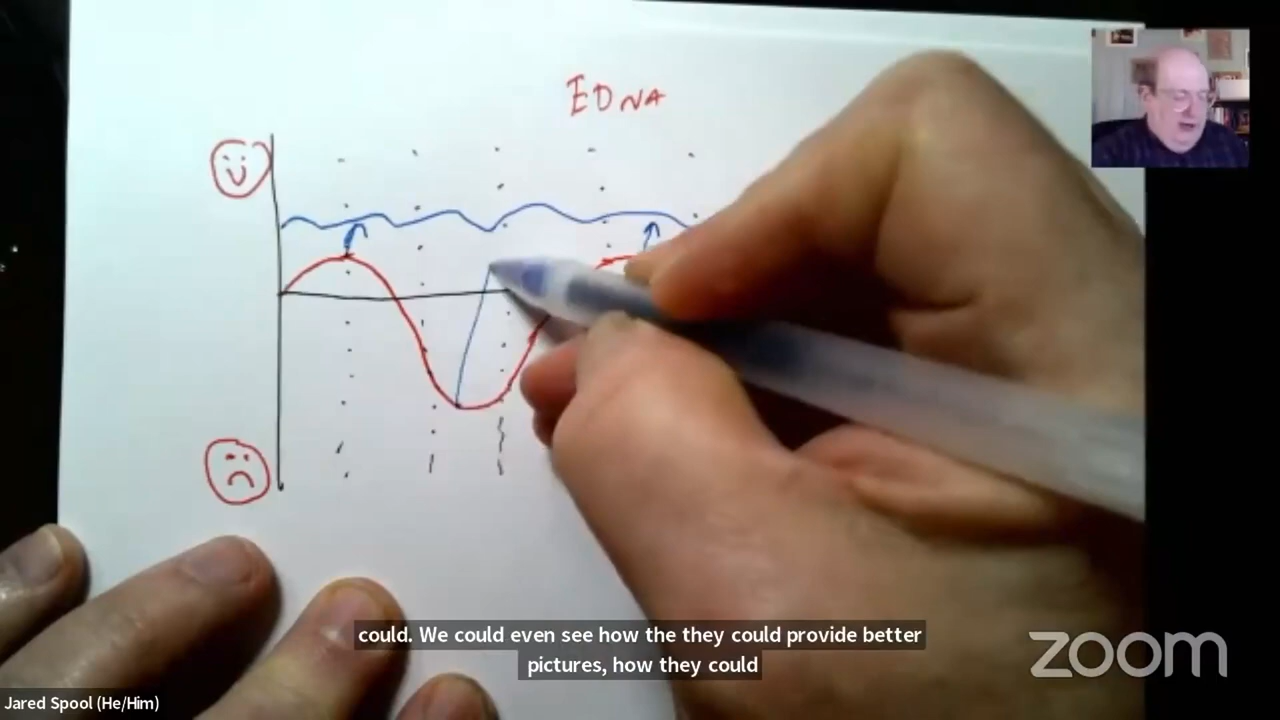 EDNA
could. We could even see how the they could provide better
pictures, how they could
zoom
Jared Spool (He/Him)